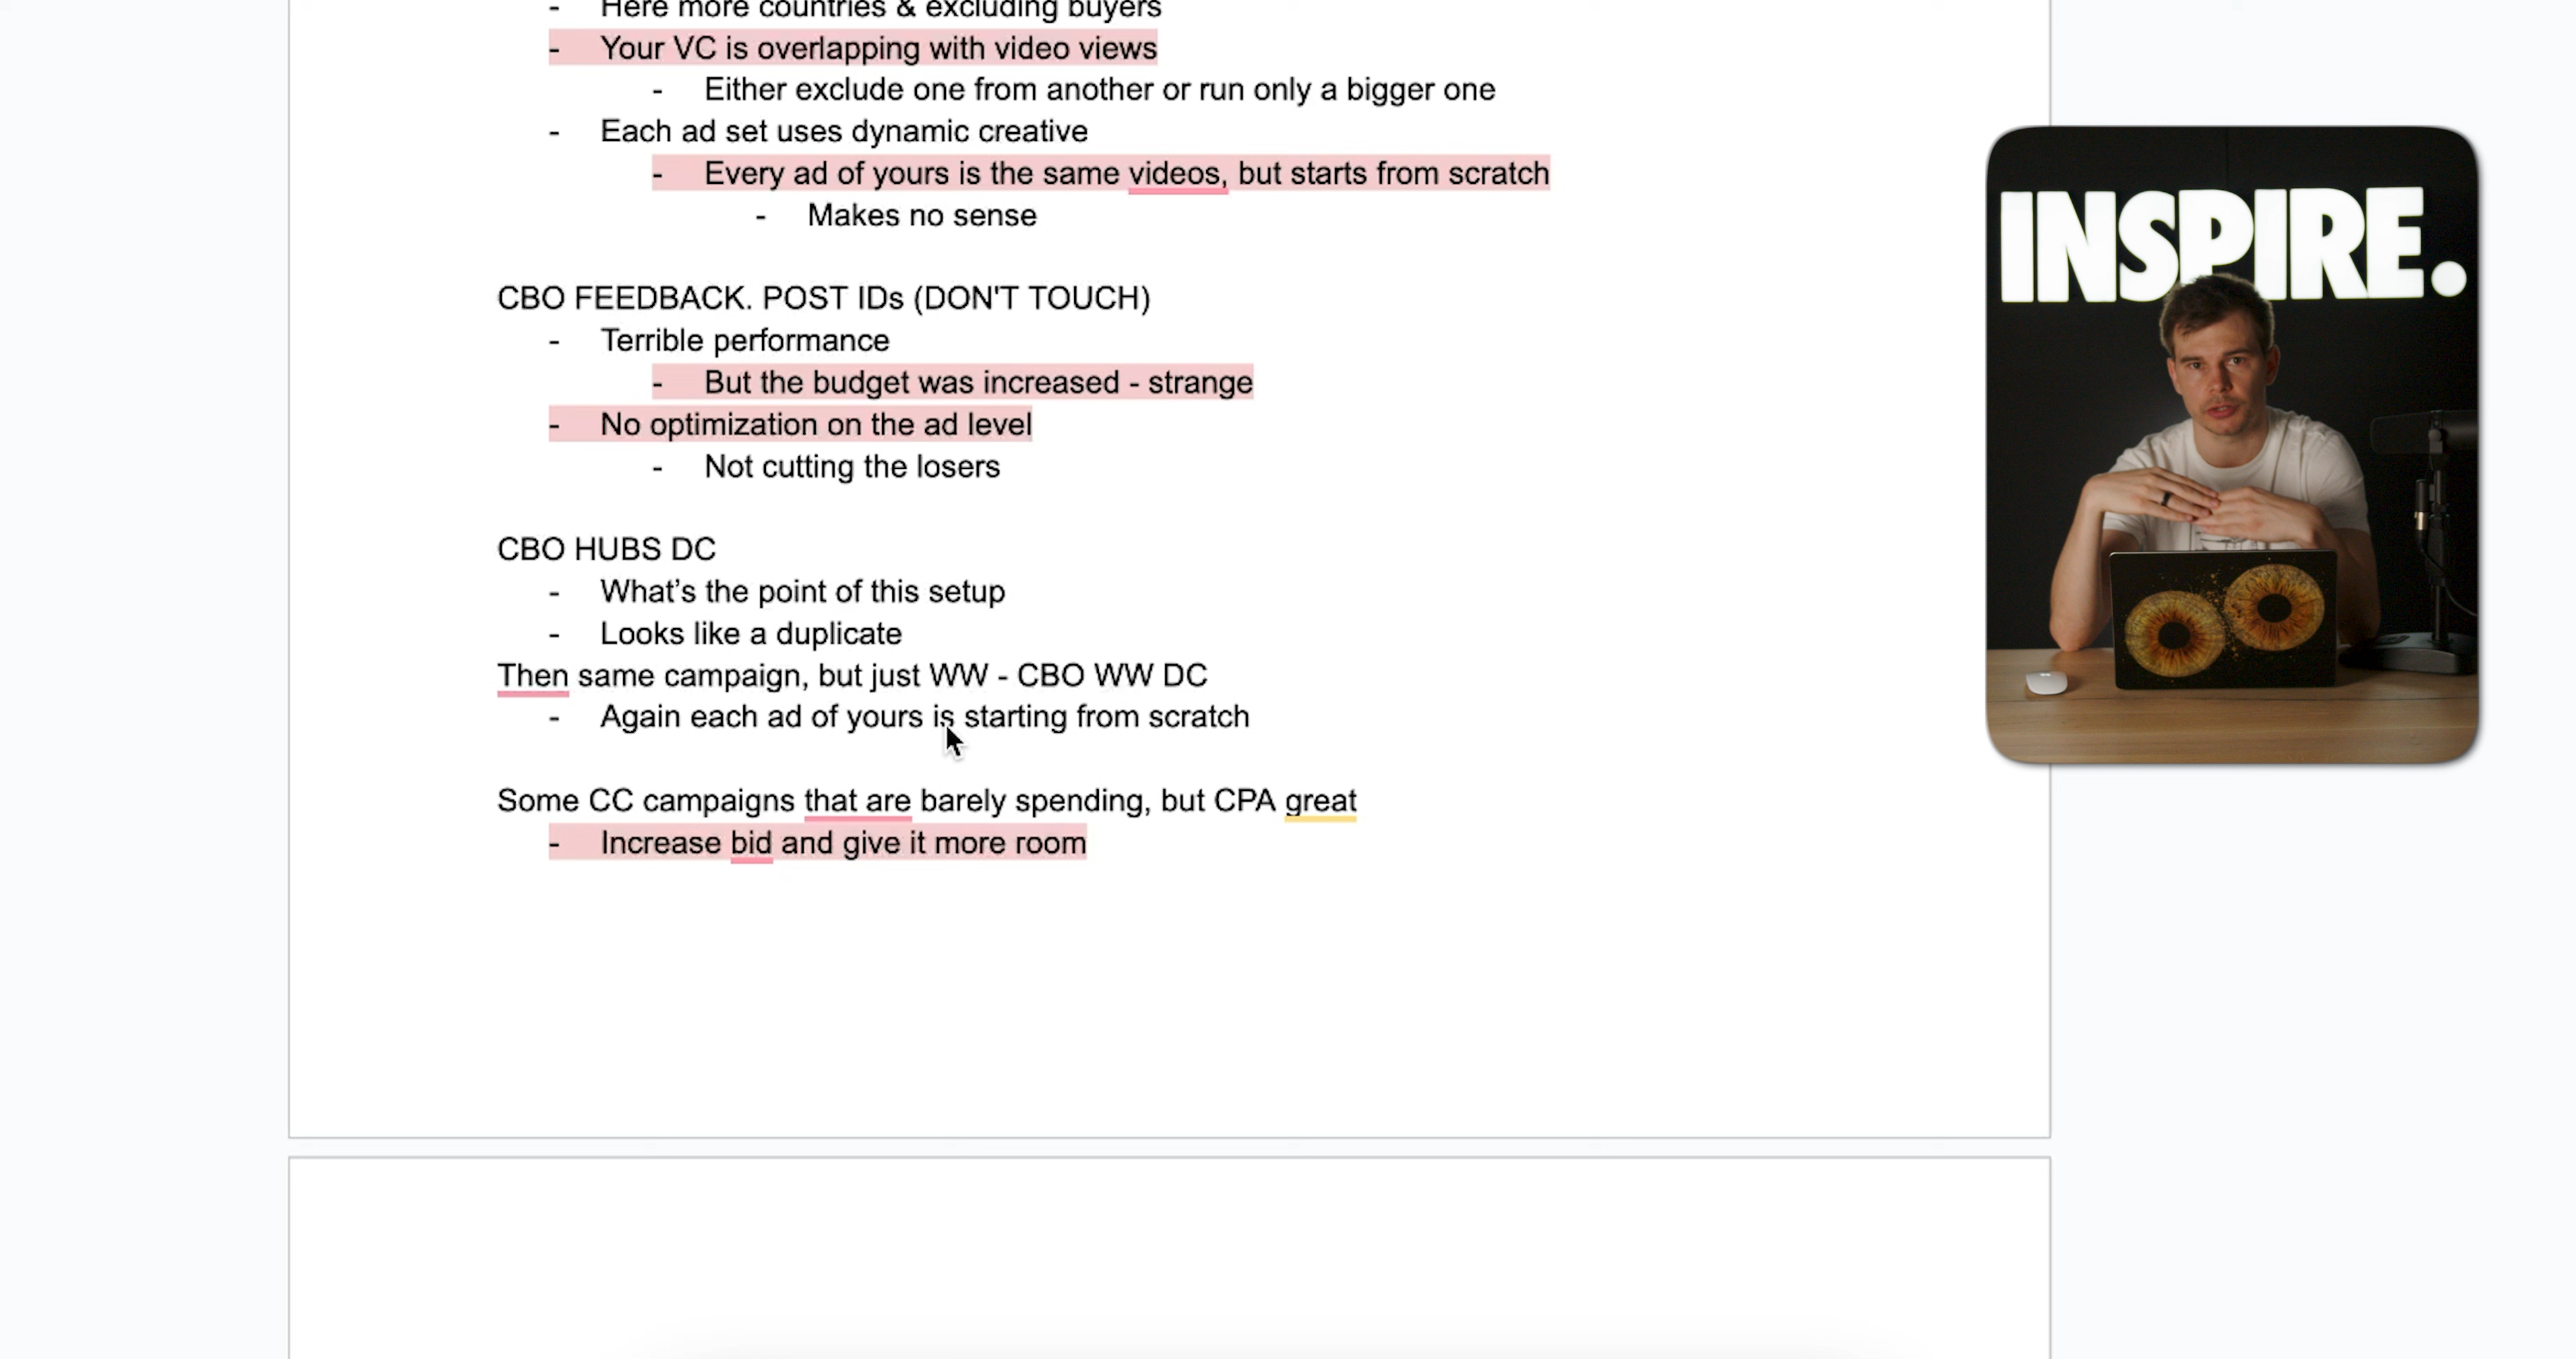 - Here more countries & excluding buyers
- Your VC is overlapping with video views
- Either exclude one from another or run only a bigger one
- Each ad set uses dynamic creative
- Every ad of yours is the same videos, but starts from scratch
- Makes no sense
CBO FEEDBACK. POST IDs (DON'T TOUCH)
- Terrible performance
- But the budget was increased - strange
- No optimization on the ad level
- Not cutting the losers
CBO HUBS DC
- What’s the point of this setup
- Looks like a duplicate
Then same campaign, but just WW - CBO WW DC
- Again each ad of yours is starting from scratch
Some CC campaigns that are barely spending, but CPA great
- Increase bid and give it more room
INSPIRE.